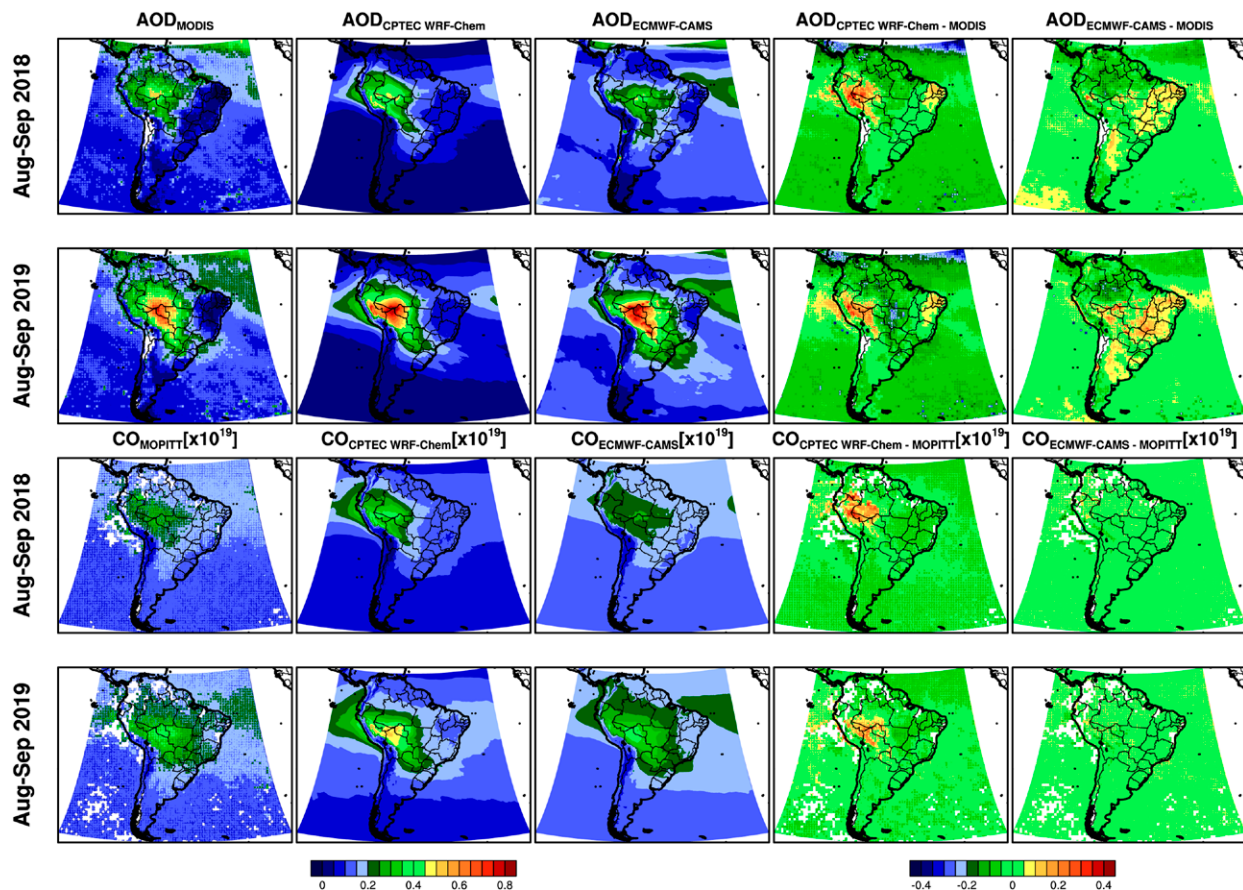 AOD_MODIS AOD_CPTEC WRF-Chem AOD_ECMWF-CAMS AOD_CPTEC WRF-Chem - MODIS AOD_ECMWF-CAMS - MODIS
Aug-Sep 2018
Aug-Sep 2019
CO_MOPITT[x10^19] CO_CPTEC WRF-Chem[x10^19] CO_ECMWF-CAMS[x10^19] CO_CPTEC WRF-Chem - MOPITT[x10^19] CO_ECMWF-CAMS - MOPITT[x10^19]
Aug-Sep 2018
Aug-Sep 2019
0 0.2 0.4 0.6 0.8 -0.4 -0.2 0 0.2 0.4